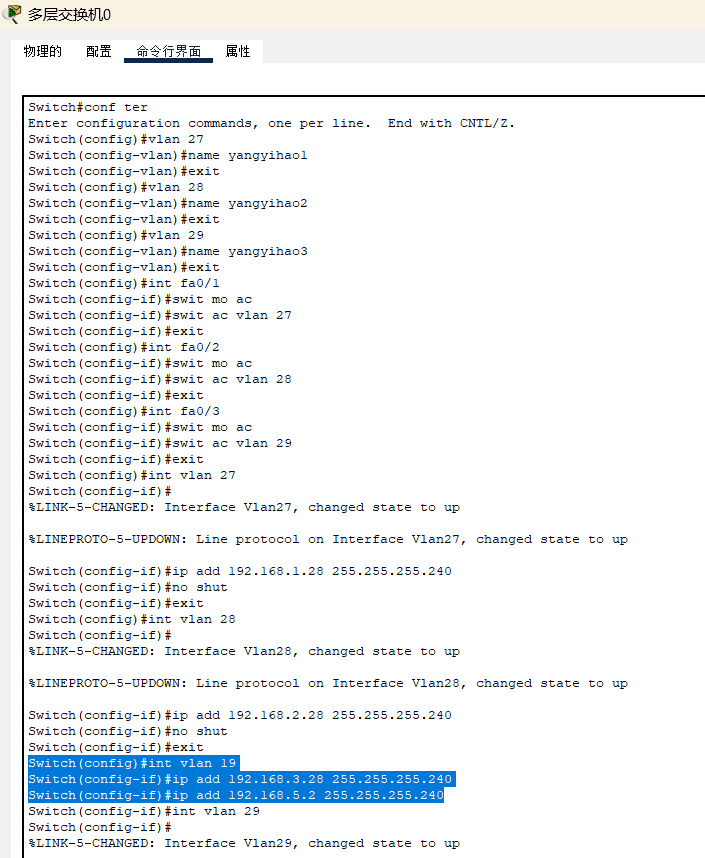 多层交换机0
物理的 配置 命令行界面 属性
Switch#conf ter
Enter configuration commands, one per line.  End with CNTL/Z.
Switch(config)#vlan 27
Switch(config-vlan)#name yangyihao1
Switch(config-vlan)#exit
Switch(config)#vlan 28
Switch(config-vlan)#name yangyihao2
Switch(config-vlan)#exit
Switch(config)#vlan 29
Switch(config-vlan)#name yangyihao3
Switch(config-vlan)#exit
Switch(config)#int fa0/1
Switch(config-if)#swit mo ac
Switch(config-if)#swit ac vlan 27
Switch(config-if)#exit
Switch(config)#int fa0/2
Switch(config-if)#swit mo ac
Switch(config-if)#swit ac vlan 28
Switch(config-if)#exit
Switch(config)#int fa0/3
Switch(config-if)#swit mo ac
Switch(config-if)#swit ac vlan 29
Switch(config-if)#exit
Switch(config)#int vlan 27
Switch(config-if)#
%LINK-5-CHANGED: Interface Vlan27, changed state to up
%LINEPROTO-5-UPDOWN: Line protocol on Interface Vlan27, changed state to up
Switch(config-if)#ip add 192.168.1.28 255.255.255.240
Switch(config-if)#no shut
Switch(config-if)#exit
Switch(config)#int vlan 28
Switch(config-if)#
%LINK-5-CHANGED: Interface Vlan28, changed state to up
%LINEPROTO-5-UPDOWN: Line protocol on Interface Vlan28, changed state to up
Switch(config-if)#ip add 192.168.2.28 255.255.255.240
Switch(config-if)#no shut
Switch(config-if)#exit
Switch(config)#int vlan 19
Switch(config-if)#ip add 192.168.3.28 255.255.255.240
Switch(config-if)#ip add 192.168.5.2 255.255.255.240
Switch(config-if)#int vlan 29
Switch(config-if)#
%LINK-5-CHANGED: Interface Vlan29, changed state to up